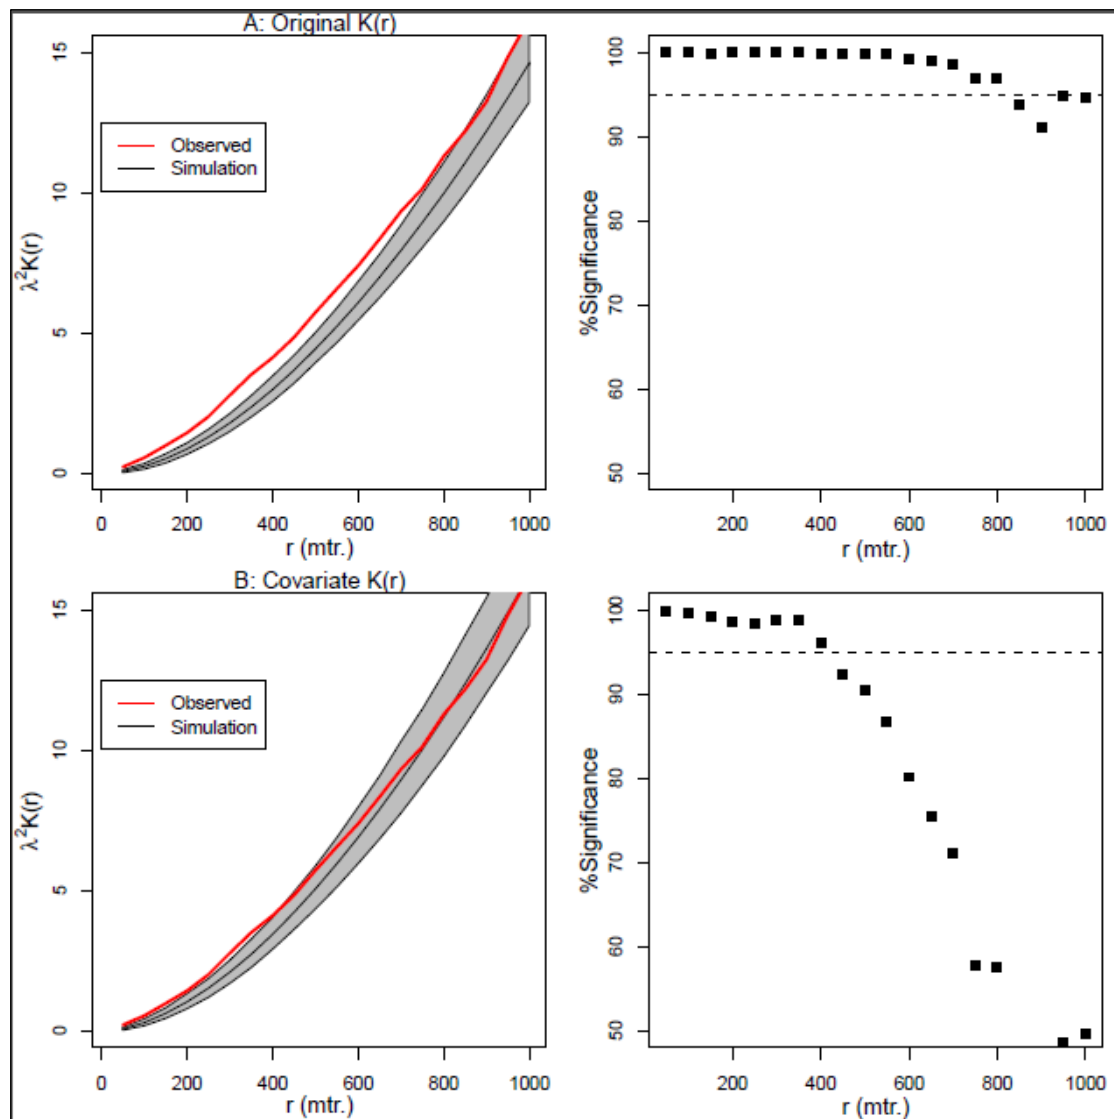 A: Original K(r)
15
10
5
0
λ²K(r)
Observed
Simulation
0 200 400 600 800 1000
r (mtr.)
100
90
80
70
60
50
%Significance
200 400 600 800 1000
r (mtr.)
B: Covariate K(r)
15
10
5
0
λ²K(r)
Observed
Simulation
0 200 400 600 800 1000
r (mtr.)
100
90
80
70
60
50
%Significance
200 400 600 800 1000
r (mtr.)